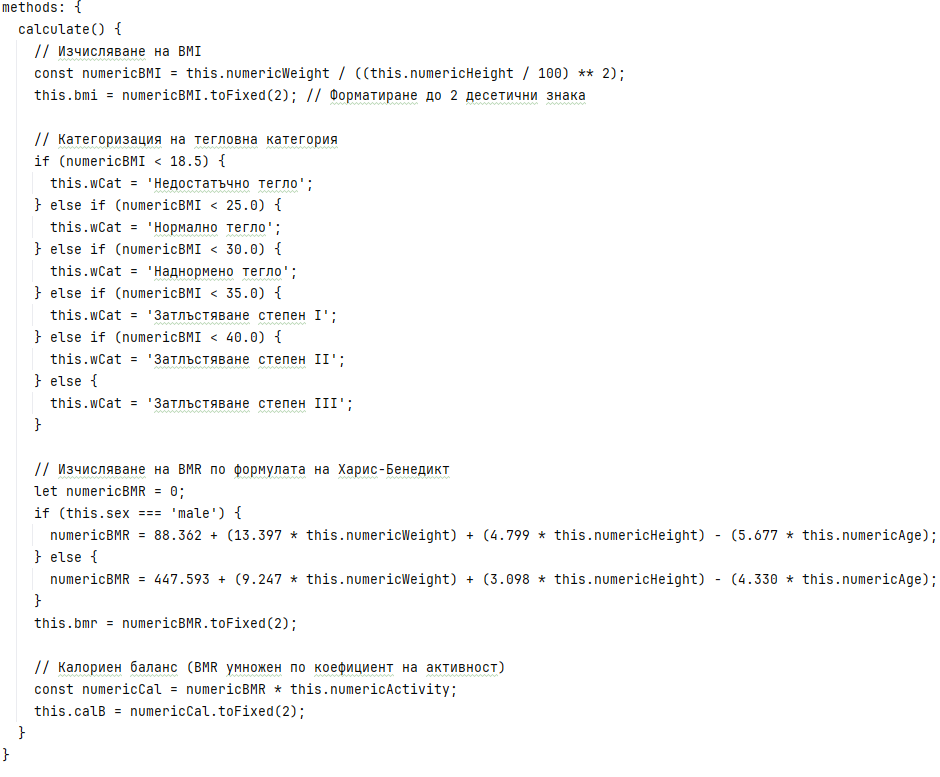 methods: {
calculate() {
// Изчисляване на BMI
const numericBMI = this.numericWeight / ((this.numericHeight / 100) ** 2);
this.bmi = numericBMI.toFixed(2); // Форматиране до 2 десетични знака
// Категоризация на тегловна категория
if (numericBMI < 18.5) {
this.wCat = 'Недостатъчно тегло';
} else if (numericBMI < 25.0) {
this.wCat = 'Нормално тегло';
} else if (numericBMI < 30.0) {
this.wCat = 'Наднормено тегло';
} else if (numericBMI < 35.0) {
this.wCat = 'Затлъстяване степен I';
} else if (numericBMI < 40.0) {
this.wCat = 'Затлъстяване степен II';
} else {
this.wCat = 'Затлъстяване степен III';
}
// Изчисляване на BMR по формулата на Харис-Бенедикт
let numericBMR = 0;
if (this.sex === 'male') {
numericBMR = 88.362 + (13.397 * this.numericWeight) + (4.799 * this.numericHeight) - (5.677 * this.numericAge);
} else {
numericBMR = 447.593 + (9.247 * this.numericWeight) + (3.098 * this.numericHeight) - (4.330 * this.numericAge);
}
this.bmr = numericBMR.toFixed(2);
// Калориен баланс (BMR умножен по коефициент на активност)
const numericCal = numericBMR * this.numericActivity;
this.calB = numericCal.toFixed(2);
}
}